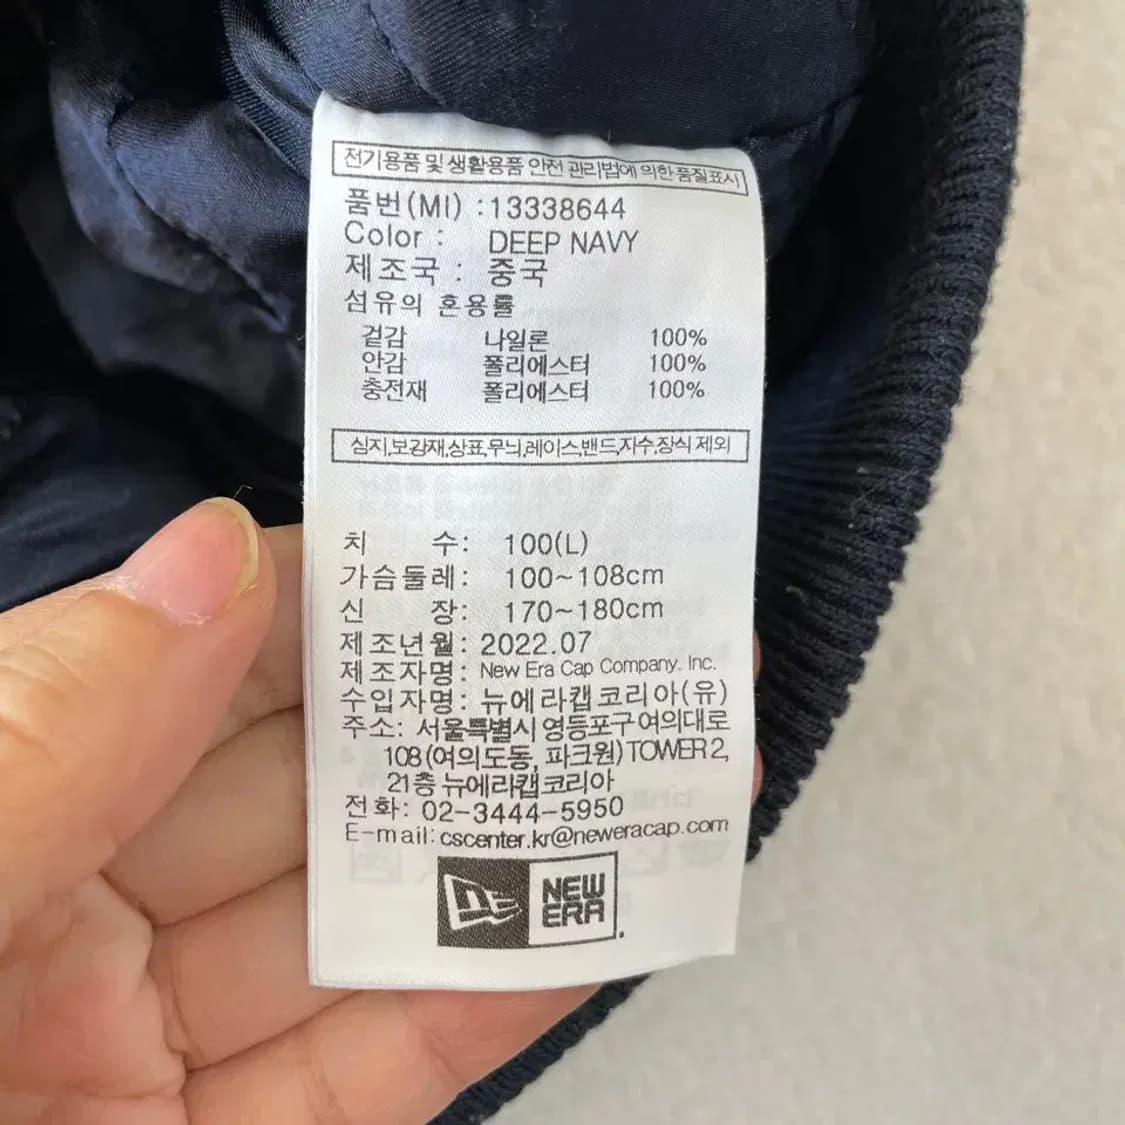 전기용품 및 생활용품 안전 관리법에 의한 품질표시
품번(MI) :13338644
Color : DEEP NAVY
제조국 : 중국
섬유의 혼용률
겉감 나일론 100%
안감 폴리에스터 100%
충전재 폴리에스터 100%
심지,보강재,상표,무늬,레이스,밴드,자수,장식 제외
치 수: 100(L)
가슴둘레: 100~108cm
신 장: 170~180cm
제조년월: 2022.07
제조자명: New Era Cap Company. Inc.
수입자명: 뉴에라캡코리아(유)
주소: 서울특별시 영등포구 여의대로
108(여의도동, 파크원) TOWER 2,
21층 뉴에라캡코리아
전화: 02-3444-5950
E-mail: cscenter.kr@neweracap.com
NEW
ERA